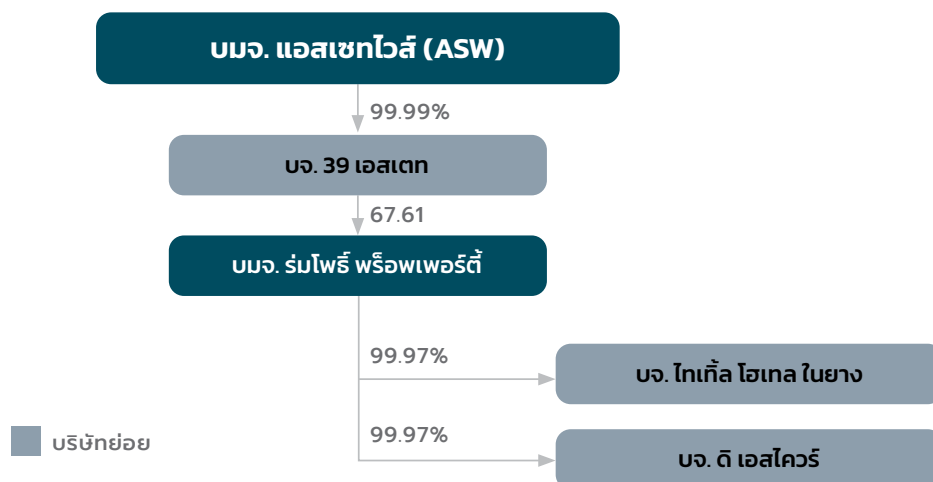 บมจ. แอสเซทไวส์ (ASW)
99.99%
บจ. 39 เอสเตท
67.61
บมจ. ร่มโพธิ์ พร็อพเพอร์ตี้
99.97%
บจ. ไทเทิ้ล โฮเทล ในยาง
99.97%
บจ. ดิ เอสไควร์
บริษัทย่อย